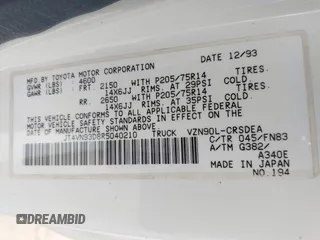 MFD. BY TOYOTA MOTOR CORPORATION DATE 12/93
GVWR (LBS) 4600
GAWR (LBS) FRT. 2150 WITH P205/75R14 TIRES.
14X6JJ RIMS. AT 29PSI COLD.
RR. 2650 WITH P205/75R14 TIRES.
14X6JJ RIMS. AT 35PSI COLD.
THIS VEHICLE CONFORMS TO ALL APPLICABLE
FEDERAL MOTOR VEHICLE SAFETY STANDARDS IN EFFECT ON THE
DATE OF MANUFACTURE SHOWN ABOVE.
JT4VN93D8R5040210 TRUCK VZN90L-CRSDEA
C/TR 045/FN83
A/TM G382/
A340E
MADE IN JAPAN
NO.194